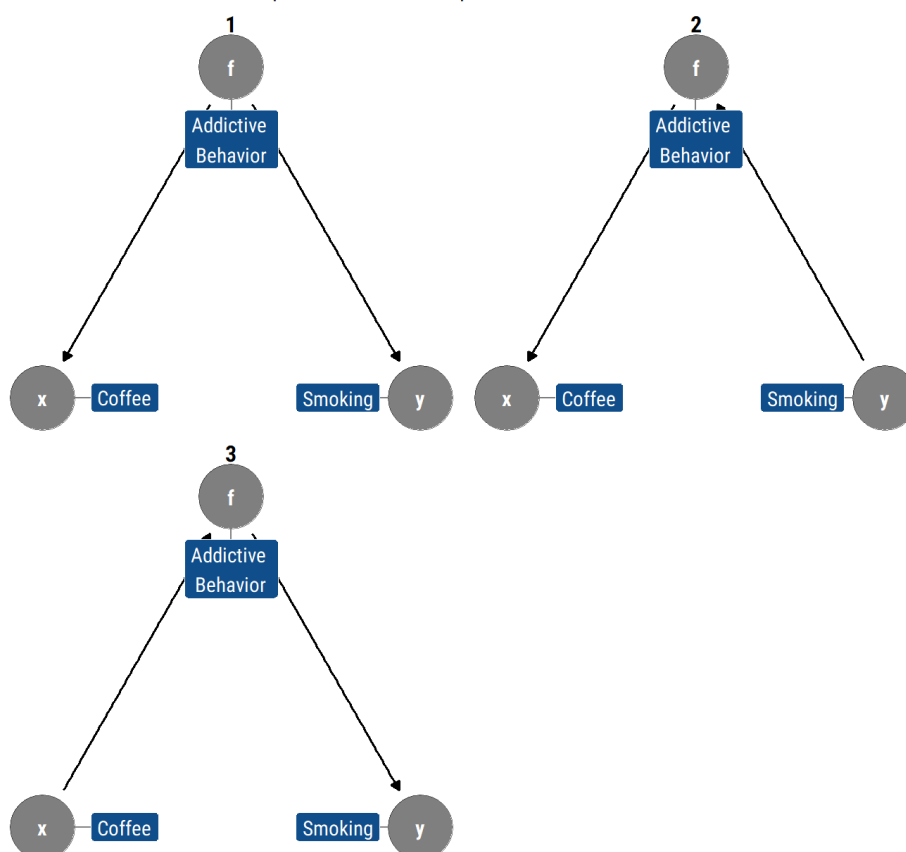 1
f
Addictive
Behavior
x
Coffee
Smoking
y
2
f
Addictive
Behavior
x
Coffee
Smoking
y
3
f
Addictive
Behavior
x
Coffee
Smoking
y